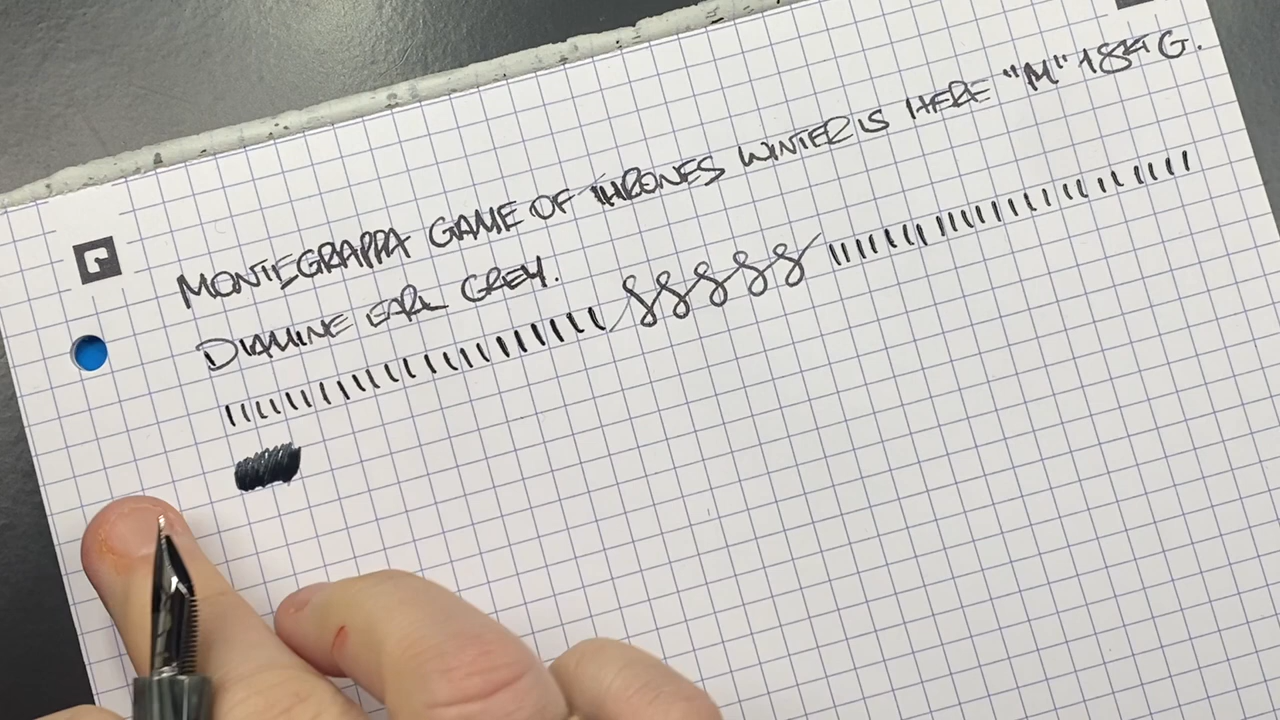 MONTEGRAPPA GAME OF THRONES WINTER IS HERE "M" 18K G.
DIAMINE EARL GREY.